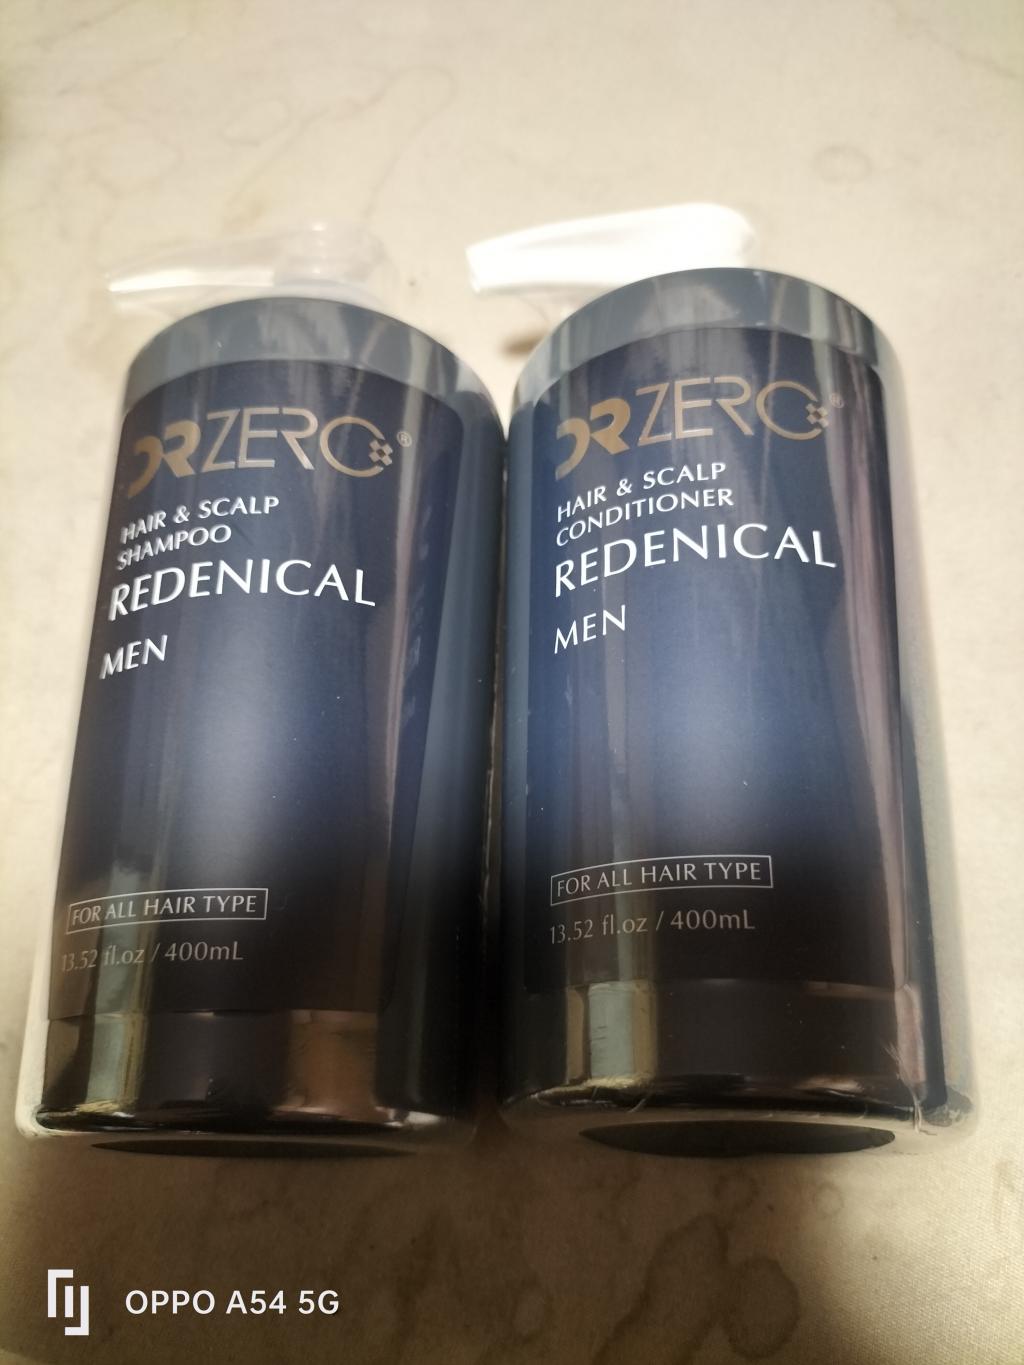 DRZERO®
HAIR & SCALP
SHAMPOO
REDENICAL
MEN
FOR ALL HAIR TYPE
13.52 fl.oz / 400mL
DRZERO®
HAIR & SCALP
CONDITIONER
REDENICAL
MEN
FOR ALL HAIR TYPE
13.52 fl.oz / 400mL
OPPO A54 5G